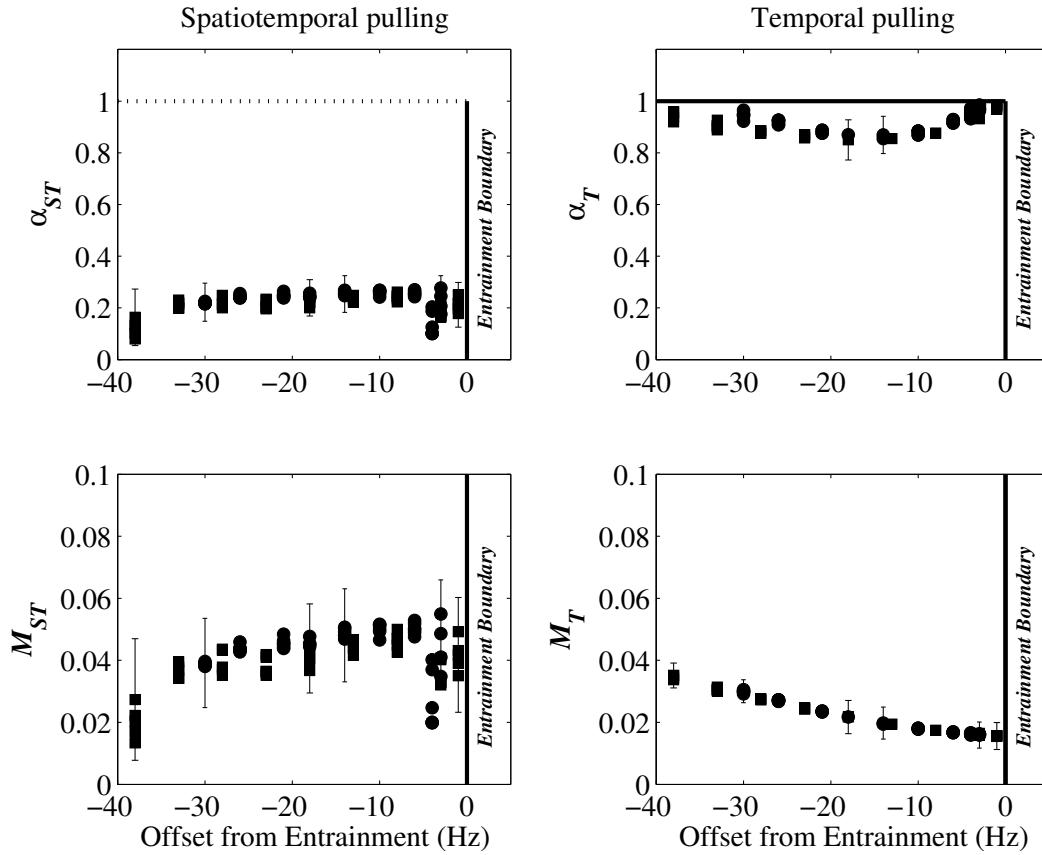 Spatiotemporal pulling
Temporal pulling
α_ST
1
0.8
0.6
0.4
0.2
0
−40 −30 −20 −10 0
Entrainment Boundary
α_T
1
0.8
0.6
0.4
0.2
0
−40 −30 −20 −10 0
Entrainment Boundary
M_ST
0.1
0.08
0.06
0.04
0.02
0
−40 −30 −20 −10 0
Offset from Entrainment (Hz)
Entrainment Boundary
M_T
0.1
0.08
0.06
0.04
0.02
0
−40 −30 −20 −10 0
Offset from Entrainment (Hz)
Entrainment Boundary